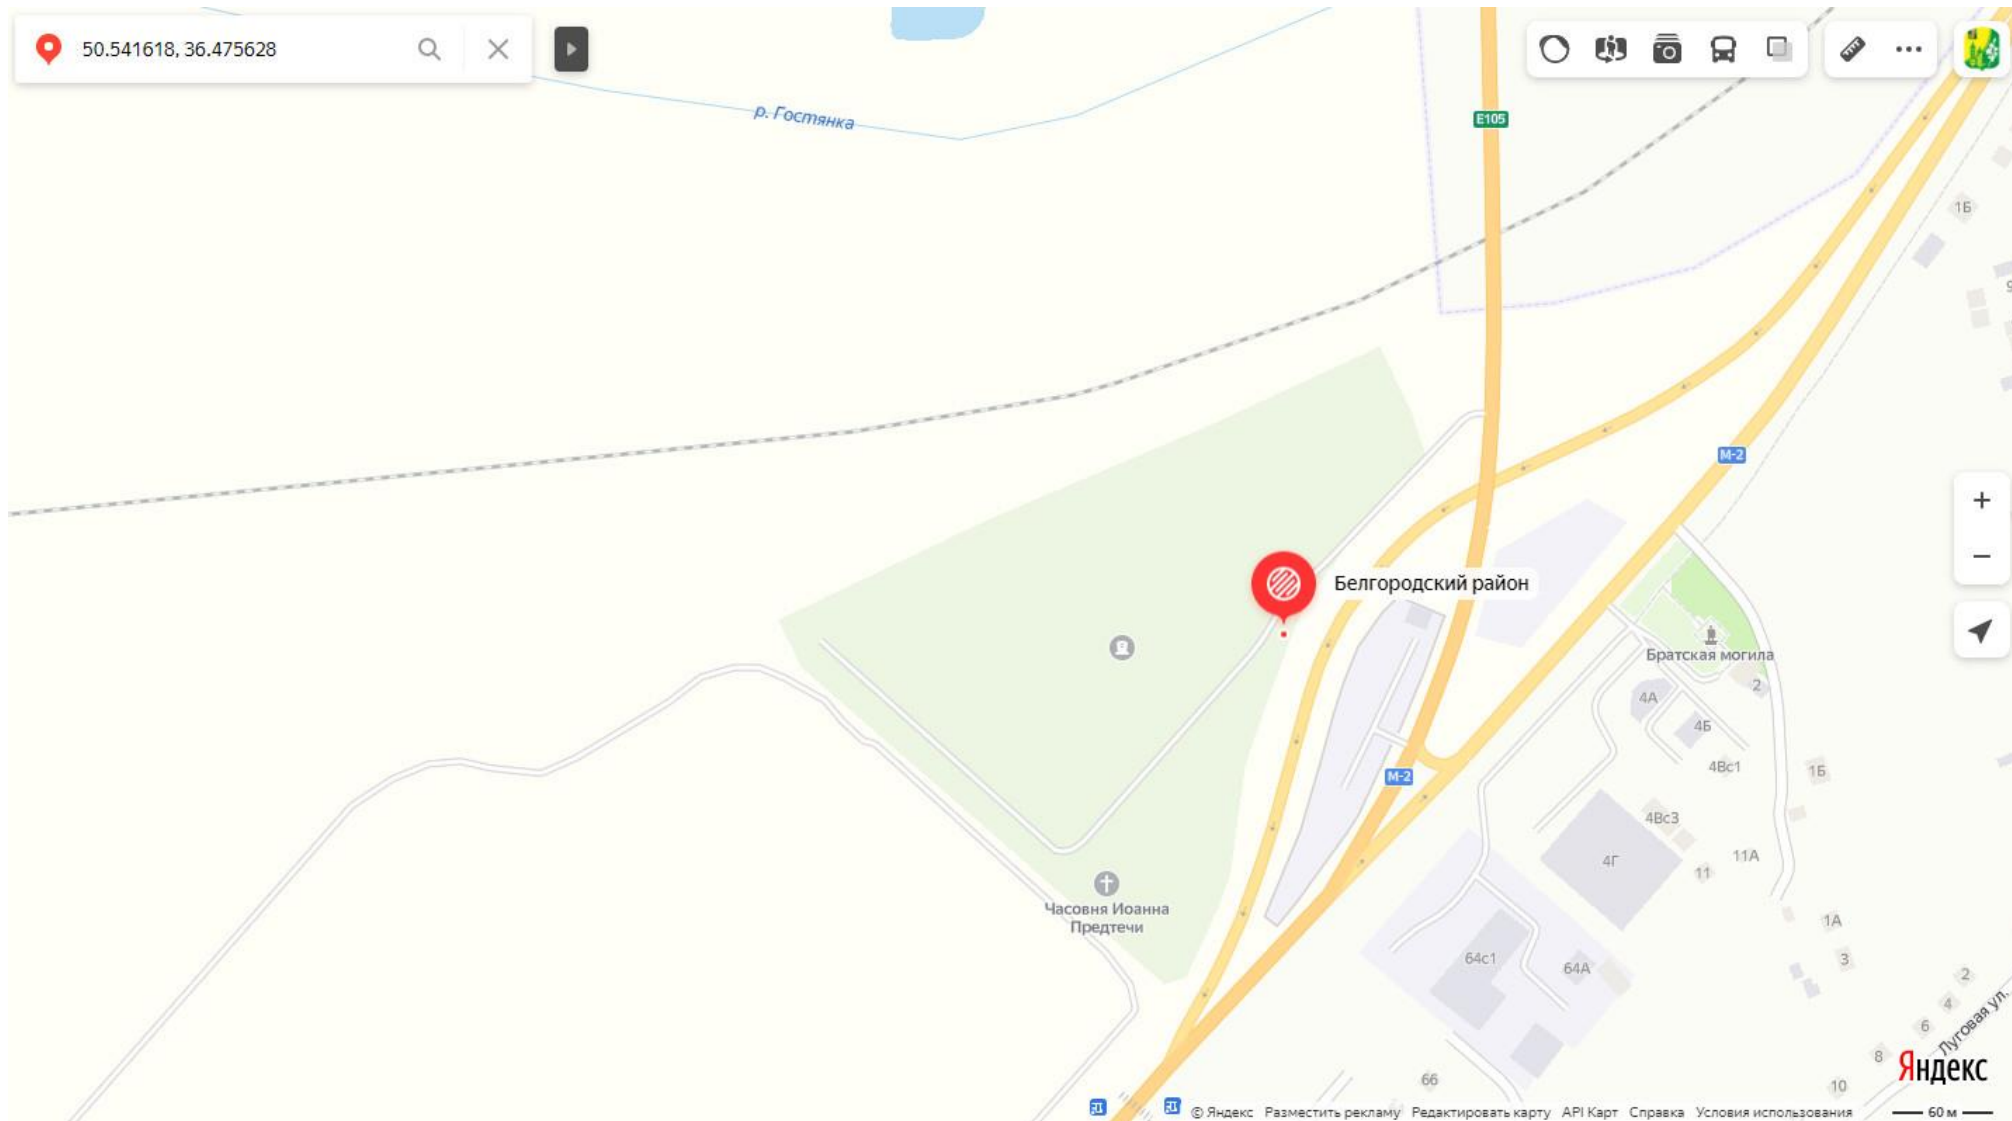 50.541618, 36.475628
р. Гостянка
E105
1Б
9
М-2
Белгородский район
Братская могила
2
4А
4Б
4Вс1
1Б
М-2
4Вс3
4Г
11А
11
Часовня Иоанна
Предтечи
1А
64с1
64А
3
2
4
6
Луговая ул.
8
10
66
Яндекс
© Яндекс Разместить рекламу Редактировать карту API Карт Справка Условия использования
60 м